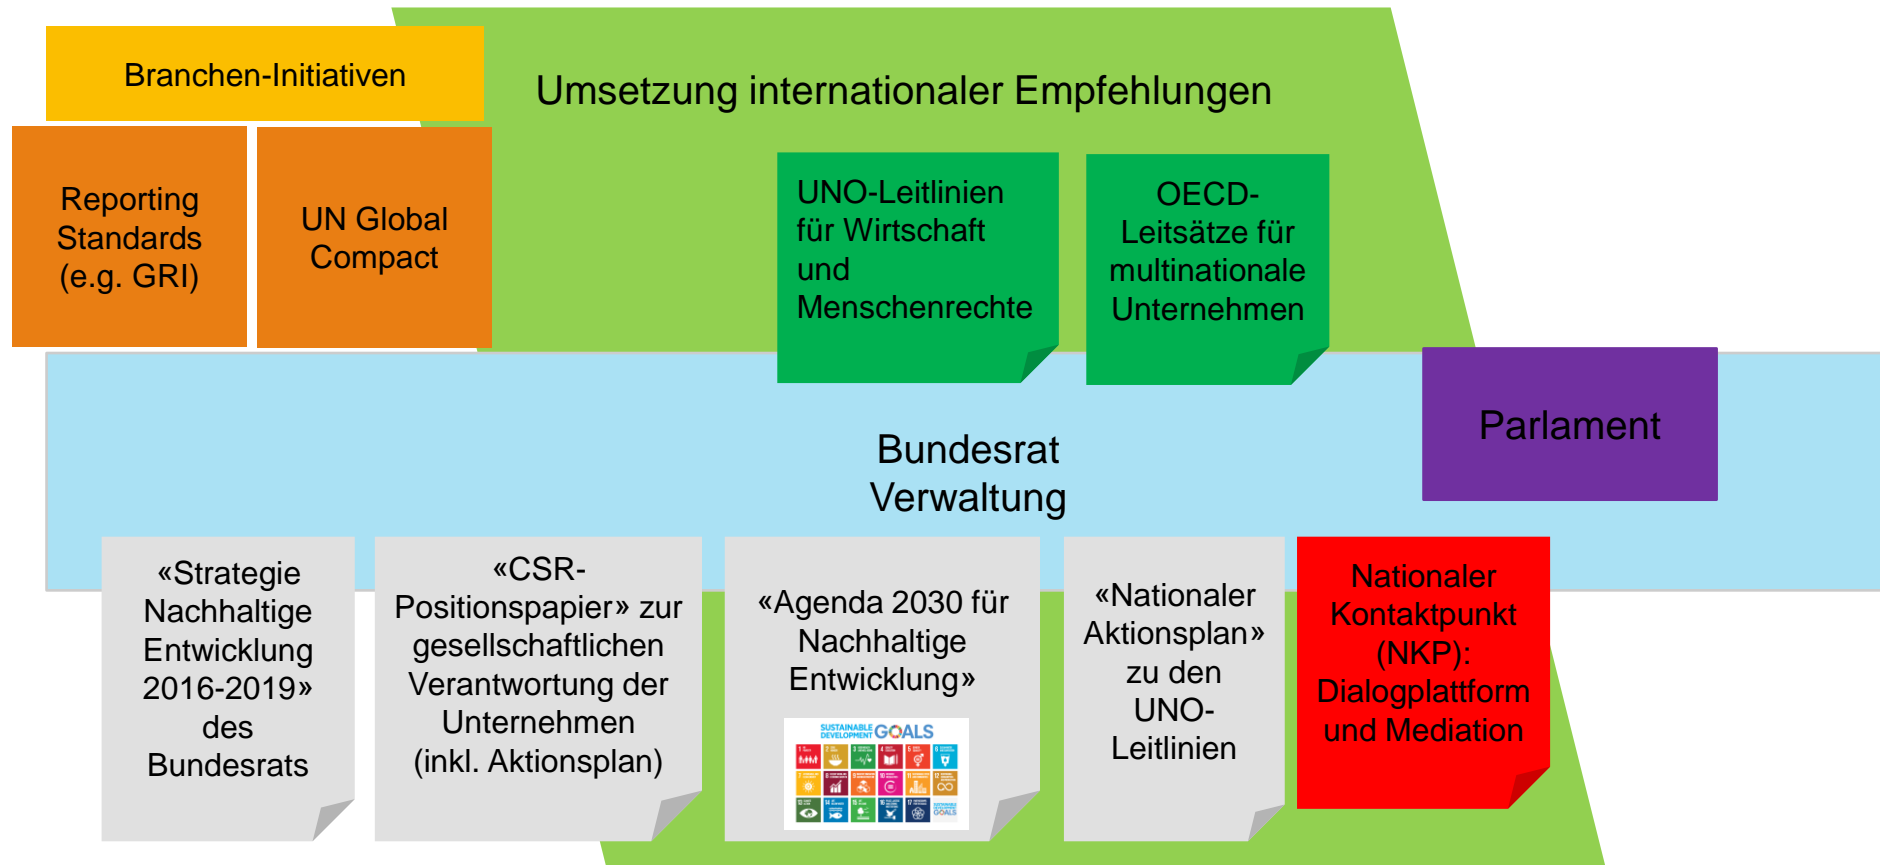 Branchen-Initiativen
Umsetzung internationaler Empfehlungen
Reporting
Standards
(e.g. GRI)
UN Global
Compact
UNO-Leitlinien
für Wirtschaft
und
Menschenrechte
OECD-
Leitsätze für
multinationale
Unternehmen
Parlament
Bundesrat
Verwaltung
«Strategie
Nachhaltige
Entwicklung
2016-2019»
des
Bundesrats
«CSR-
Positionspapier» zur
gesellschaftlichen
Verantwortung der
Unternehmen
(inkl. Aktionsplan)
«Agenda 2030 für
Nachhaltige
Entwicklung»
SUSTAINABLE
DEVELOPMENT GOALS
«Nationaler
Aktionsplan»
zu den
UNO-
Leitlinien
Nationaler
Kontaktpunkt
(NKP):
Dialogplattform
und Mediation